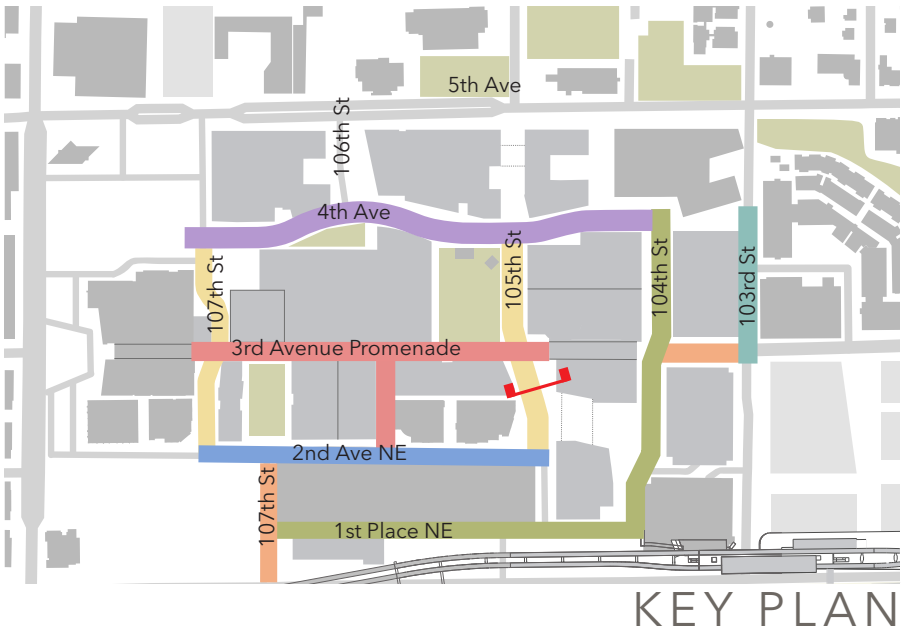 5th Ave
106th St
4th Ave
107th St
105th St
104th St
103rd St
3rd Avenue Promenade
2nd Ave NE
107th St
1st Place NE
KEY PLAN